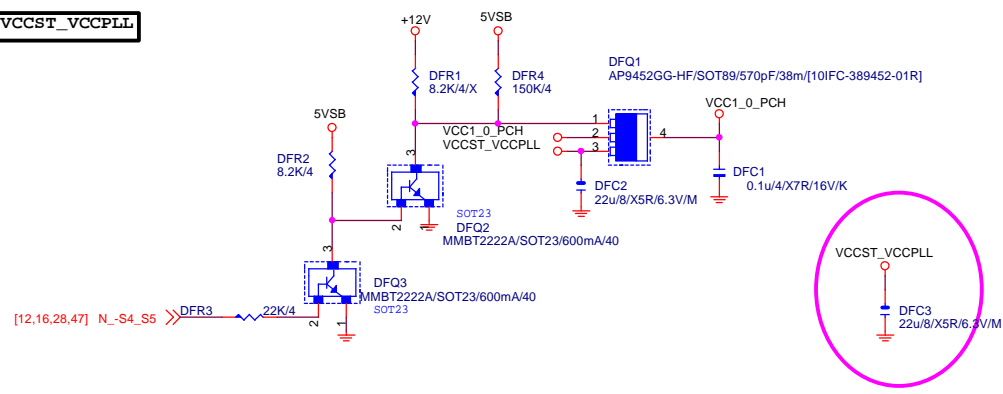 VCCST_VCCPLL
+12V
5VSB
DFR1
8.2K/4/X
DFR4
150K/4
DFQ1
AP9452GG-HF/SOT89/570pF/38m/[10IFC-389452-01R]
VCC1_0_PCH
5VSB
VCC1_0_PCH
VCCST_VCCPLL
1
2
3
4
DFR2
8.2K/4
3
DFC2
22u/8/X5R/6.3V/M
DFC1
0.1u/4/X7R/16V/K
SOT23
DFQ2
MMBT2222A/SOT23/600mA/40
2
1
3
DFQ3
MMBT2222A/SOT23/600mA/40
SOT23
VCCST_VCCPLL
DFC3
22u/8/X5R/6.3V/M
[12,16,28,47] N_-S4_S5
DFR3
22K/4
2
1